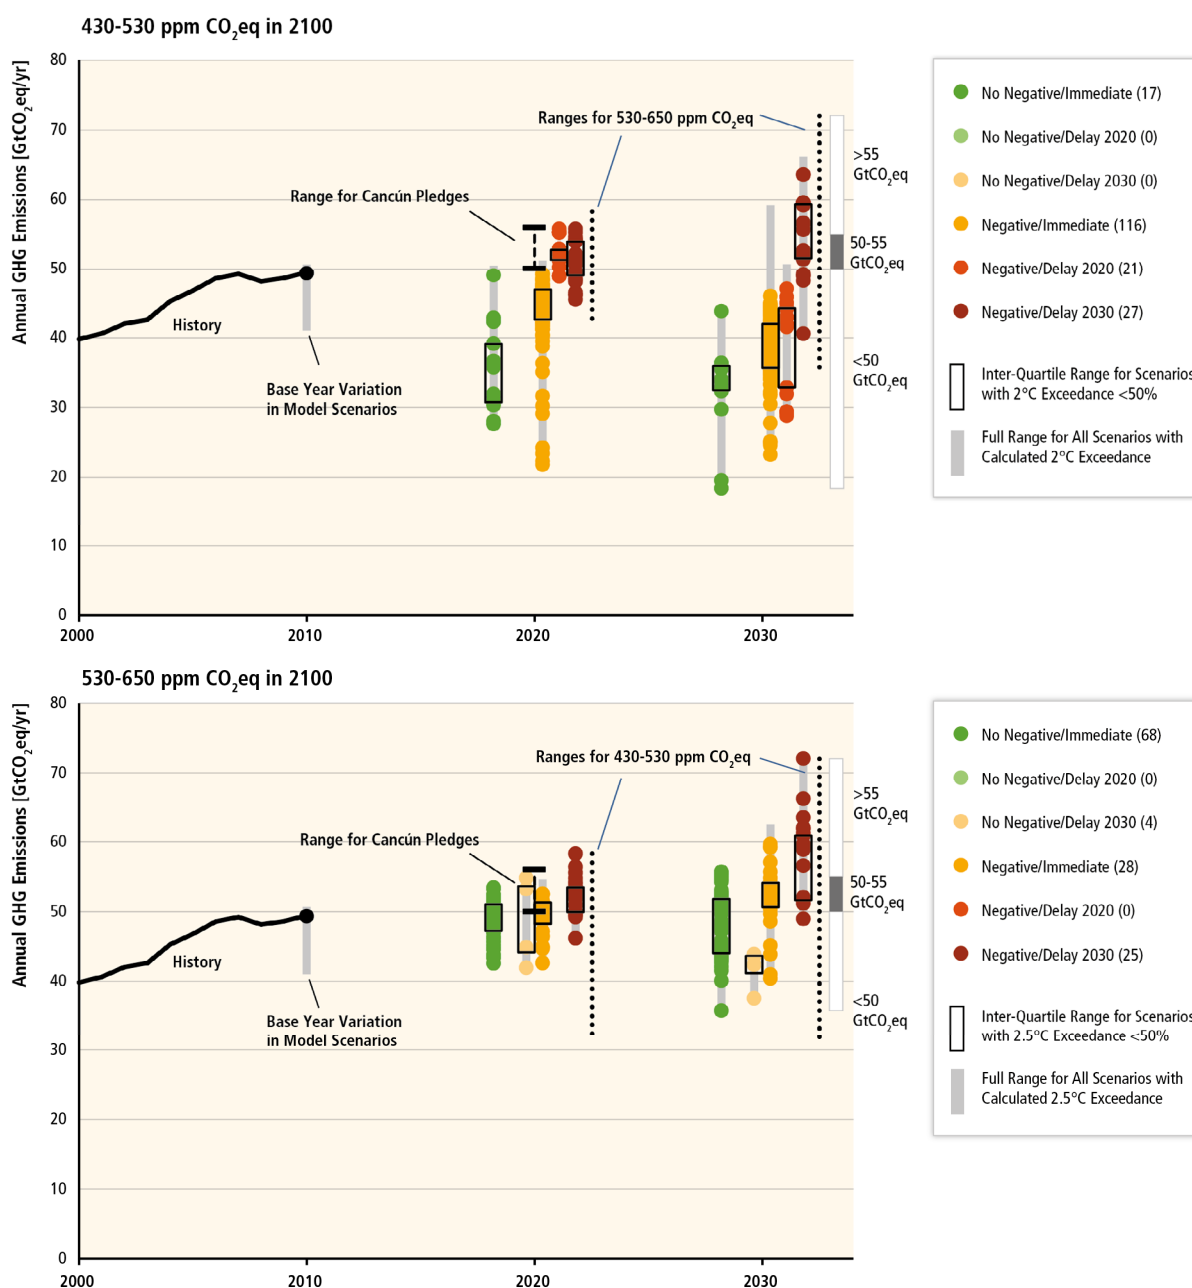 430-530 ppm CO2eq in 2100
Annual GHG Emissions [GtCO2eq/yr]
80
70
60
50
40
30
20
10
0
2000
2010
2020
2030
Ranges for 530-650 ppm CO2eq
Range for Cancún Pledges
History
Base Year Variation
in Model Scenarios
>55
GtCO2eq
50-55
GtCO2eq
<50
GtCO2eq
No Negative/Immediate (17)
No Negative/Delay 2020 (0)
No Negative/Delay 2030 (0)
Negative/Immediate (116)
Negative/Delay 2020 (21)
Negative/Delay 2030 (27)
Inter-Quartile Range for Scenarios
with 2°C Exceedance <50%
Full Range for All Scenarios with
Calculated 2°C Exceedance
530-650 ppm CO2eq in 2100
Annual GHG Emissions [GtCO2eq/yr]
80
70
60
50
40
30
20
10
0
2000
2010
2020
2030
Ranges for 430-530 ppm CO2eq
Range for Cancún Pledges
History
Base Year Variation
in Model Scenarios
>55
GtCO2eq
50-55
GtCO2eq
<50
GtCO2eq
No Negative/Immediate (68)
No Negative/Delay 2020 (0)
No Negative/Delay 2030 (4)
Negative/Immediate (28)
Negative/Delay 2020 (0)
Negative/Delay 2030 (25)
Inter-Quartile Range for Scenarios
with 2.5°C Exceedance <50%
Full Range for All Scenarios with
Calculated 2.5°C Exceedance